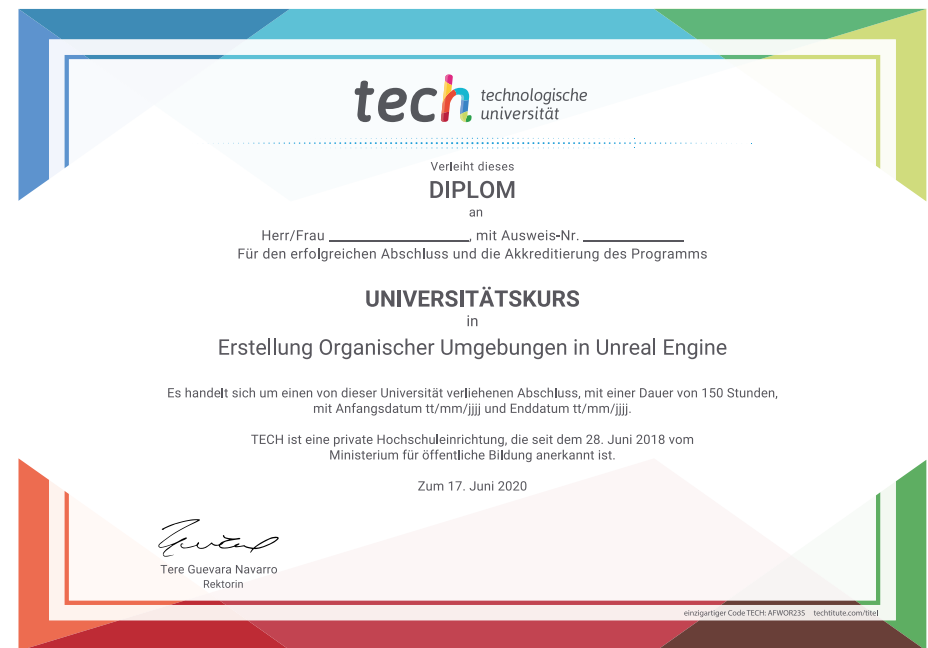 tech technologische
universität
Verleiht dieses
DIPLOM
an
Herr/Frau ____________, mit Ausweis-Nr. ____________
Für den erfolgreichen Abschluss und die Akkreditierung des Programms
UNIVERSITÄTSKURS
in
Erstellung Organischer Umgebungen in Unreal Engine
Es handelt sich um einen von dieser Universität verliehenen Abschluss, mit einer Dauer von 150 Stunden,
mit Anfangsdatum tt/mm/jjjj und Enddatum tt/mm/jjjj.
TECH ist eine private Hochschuleinrichtung, die seit dem 28. Juni 2018 vom
Ministerium für öffentliche Bildung anerkannt ist.
Zum 17. Juni 2020
Tere Guevara Navarro
Rektorin
einzigartiger Code TECH: AFWOR235 techtitute.com/titel